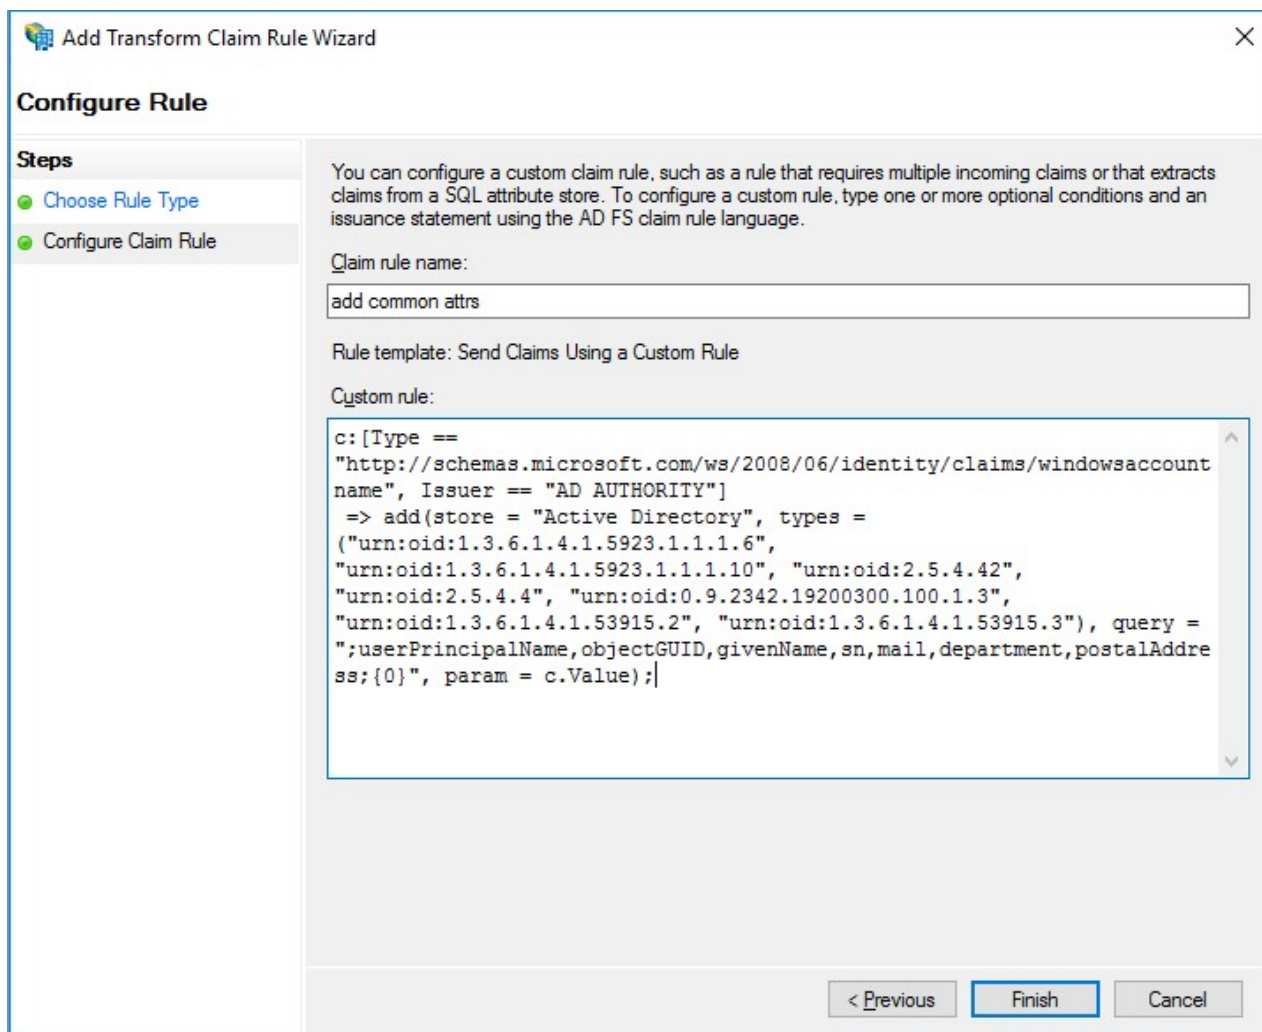 Add Transform Claim Rule Wizard
Configure Rule
Steps
Choose Rule Type
Configure Claim Rule
You can configure a custom claim rule, such as a rule that requires multiple incoming claims or that extracts
claims from a SQL attribute store. To configure a custom rule, type one or more optional conditions and an
issuance statement using the AD FS claim rule language.
Claim rule name:
add common attrs
Rule template: Send Claims Using a Custom Rule
Custom rule:
c:[Type ==
"http://schemas.microsoft.com/ws/2008/06/identity/claims/windowsaccount
name", Issuer == "AD AUTHORITY"]
 => add(store = "Active Directory", types =
("urn:oid:1.3.6.1.4.1.5923.1.1.1.6",
"urn:oid:1.3.6.1.4.1.5923.1.1.1.10", "urn:oid:2.5.4.42",
"urn:oid:2.5.4.4", "urn:oid:0.9.2342.19200300.100.1.3",
"urn:oid:1.3.6.1.4.1.53915.2", "urn:oid:1.3.6.1.4.1.53915.3"), query =
";userPrincipalName,objectGUID,givenName,sn,mail,department,postalAddre
ss;{0}", param = c.Value);
< Previous
Finish
Cancel